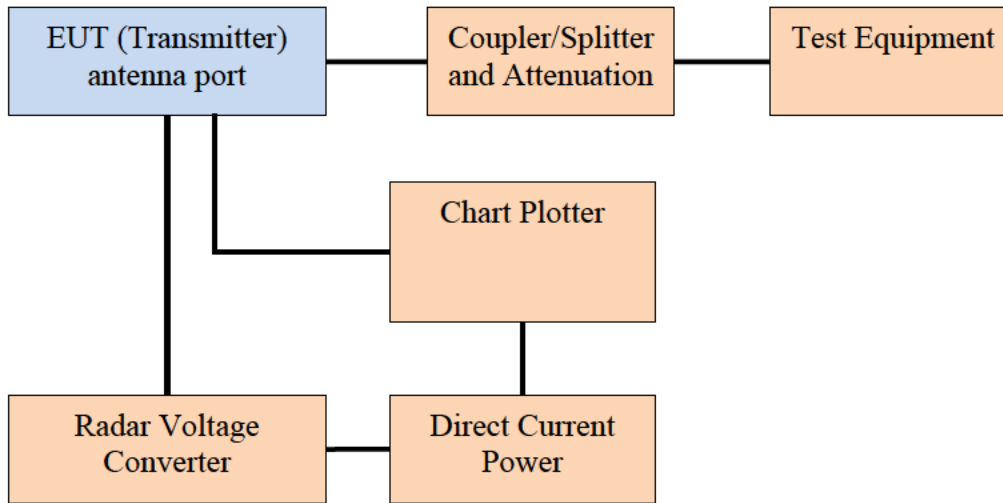 EUT (Transmitter)
antenna port
Coupler/Splitter
and Attenuation
Test Equipment
Chart Plotter
Radar Voltage
Converter
Direct Current
Power